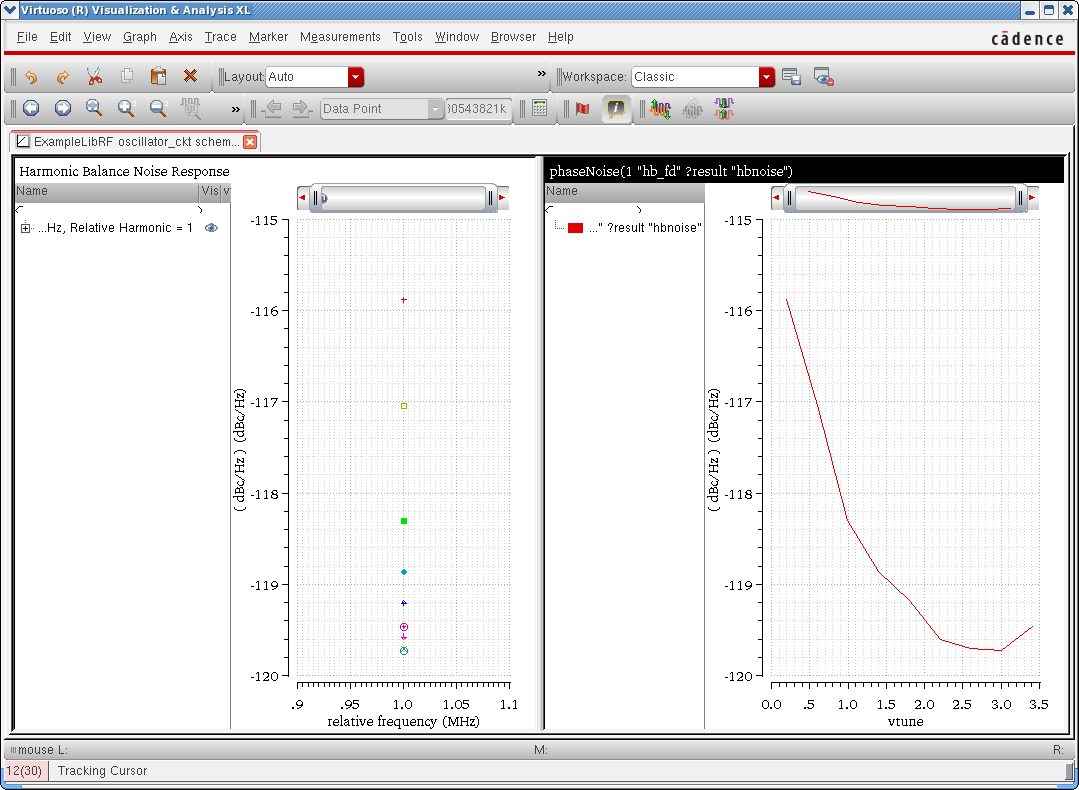 Virtuoso (R) Visualization & Analysis XL
File Edit View Graph Axis Trace Marker Measurements Tools Window Browser Help
cādence
Layout: Auto
» Workspace: Classic
» Data Point 0543821K
ExampleLibRF oscillator_ckt schem...
Harmonic Balance Noise Response
Name Vis v
...Hz, Relative Harmonic = 1
-115
-116
-117
-118
-119
-120
( dBc/Hz ) (dBc/Hz)
.9 .95 1.0 1.05 1.1
relative frequency (MHz)
phaseNoise(1 "hb_fd" ?result "hbnoise")
Name
..." ?result "hbnoise"
-115
-116
-117
-118
-119
-120
( dBc/Hz ) (dBc/Hz)
0.0 .5 1.0 1.5 2.0 2.5 3.0 3.5
vtune
mouse L: M: R:
12(30) Tracking Cursor